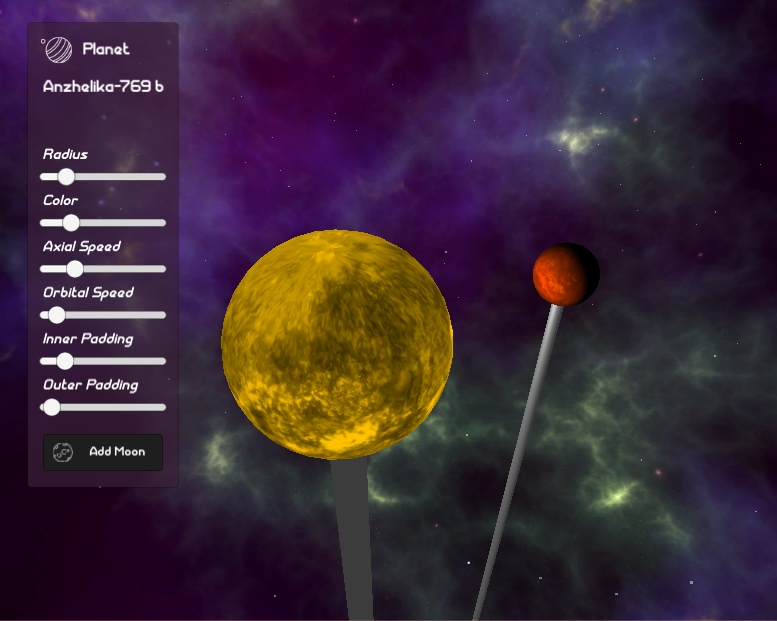 Planet
Anzhelika-769 b
Radius
Color
Axial Speed
Orbital Speed
Inner Padding
Outer Padding
Add Moon